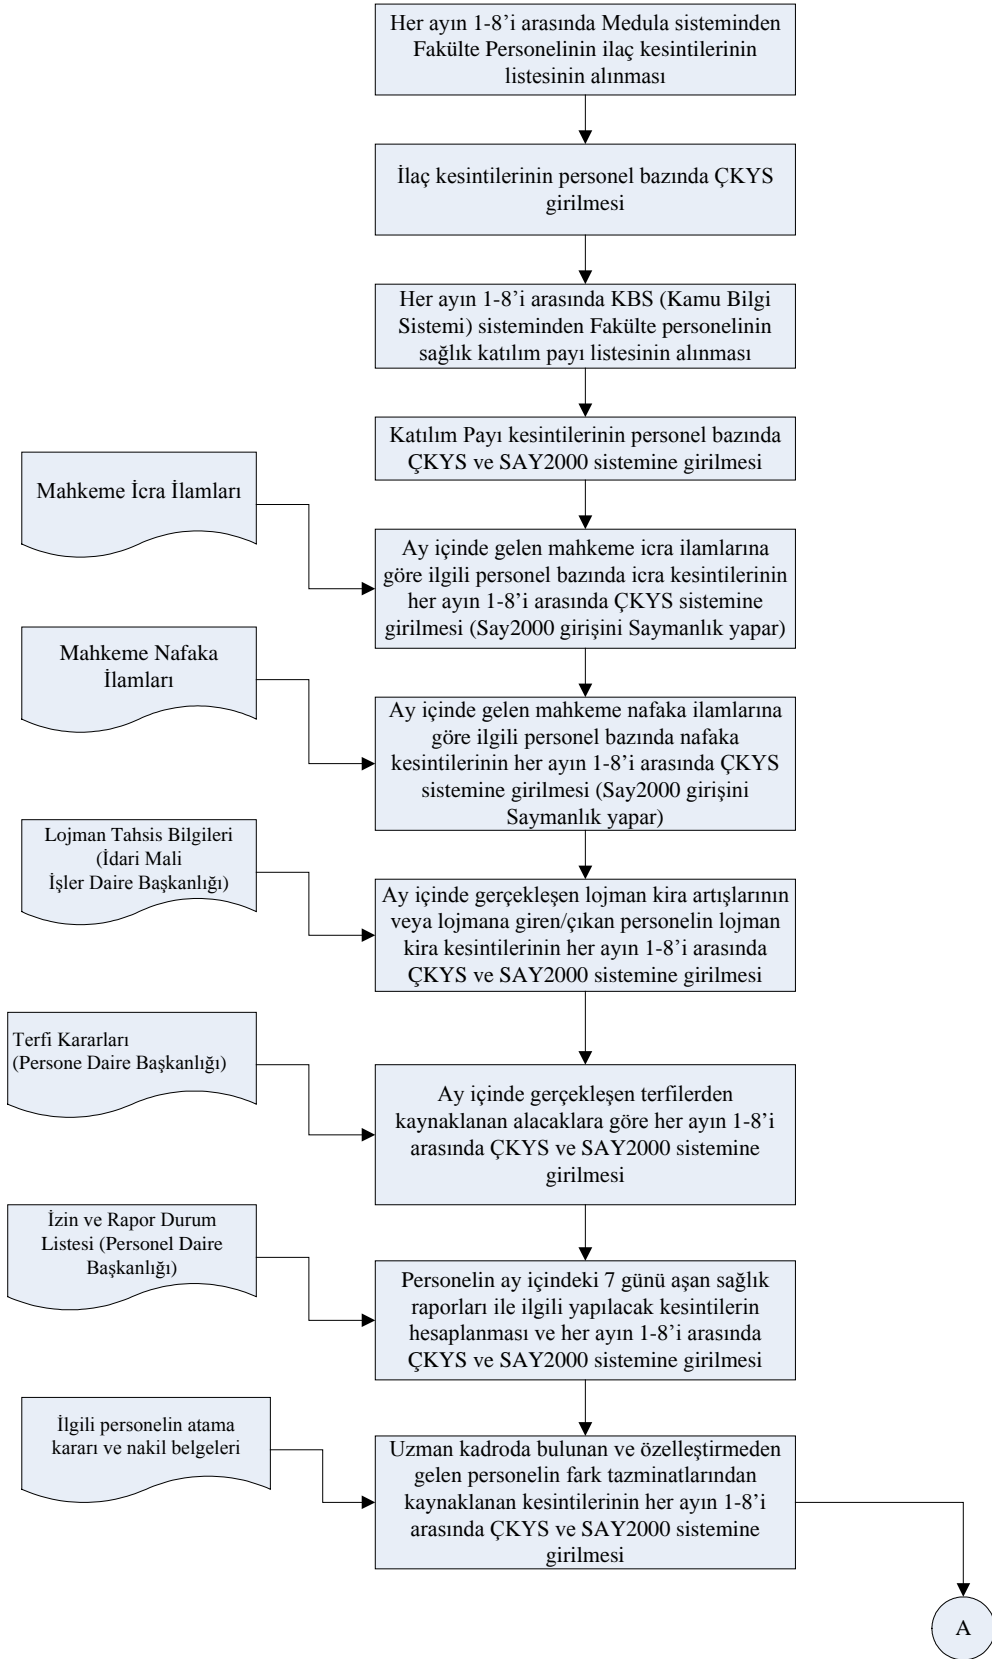 Her ayın 1-8’i arasında Medula sisteminden
Fakülte Personelinin ilaç kesintilerinin
listesinin alınması
İlaç kesintilerinin personel bazında ÇKYS
girilmesi
Her ayın 1-8’i arasında KBS (Kamu Bilgi
Sistemi) sisteminden Fakülte personelinin
sağlık katılım payı listesinin alınması
Katılım Payı kesintilerinin personel bazında
ÇKYS ve SAY2000 sistemine girilmesi
Mahkeme İcra İlamları
Ay içinde gelen mahkeme icra ilamlarına
göre ilgili personel bazında icra kesintilerinin
her ayın 1-8’i arasında ÇKYS sistemine
girilmesi (Say2000 girişini Saymanlık yapar)
Mahkeme Nafaka
İlamları
Ay içinde gelen mahkeme nafaka ilamlarına
göre ilgili personel bazında nafaka
kesintilerinin her ayın 1-8’i arasında ÇKYS
sistemine girilmesi (Say2000 girişini
Saymanlık yapar)
Lojman Tahsis Bilgileri
(İdari Mali
İşler Daire Başkanlığı)
Ay içinde gerçekleşen lojman kira artışlarının
veya lojmana giren/çıkan personelin lojman
kira kesintilerinin her ayın 1-8’i arasında
ÇKYS ve SAY2000 sistemine girilmesi
Terfi Kararları
(Persone Daire Başkanlığı)
Ay içinde gerçekleşen terfilerden
kaynaklanan alacaklara göre her ayın 1-8’i
arasında ÇKYS ve SAY2000 sistemine
girilmesi
İzin ve Rapor Durum
Listesi (Personel Daire
Başkanlığı)
Personelin ay içindeki 7 günü aşan sağlık
raporları ile ilgili yapılacak kesintilerin
hesaplanması ve her ayın 1-8’i arasında
ÇKYS ve SAY2000 sistemine girilmesi
İlgili personelin atama
kararı ve nakil belgeleri
Uzman kadroda bulunan ve özelleştirmeden
gelen personelin fark tazminatlarından
kaynaklanan kesintilerinin her ayın 1-8’i
arasında ÇKYS ve SAY2000 sistemine
girilmesi
A